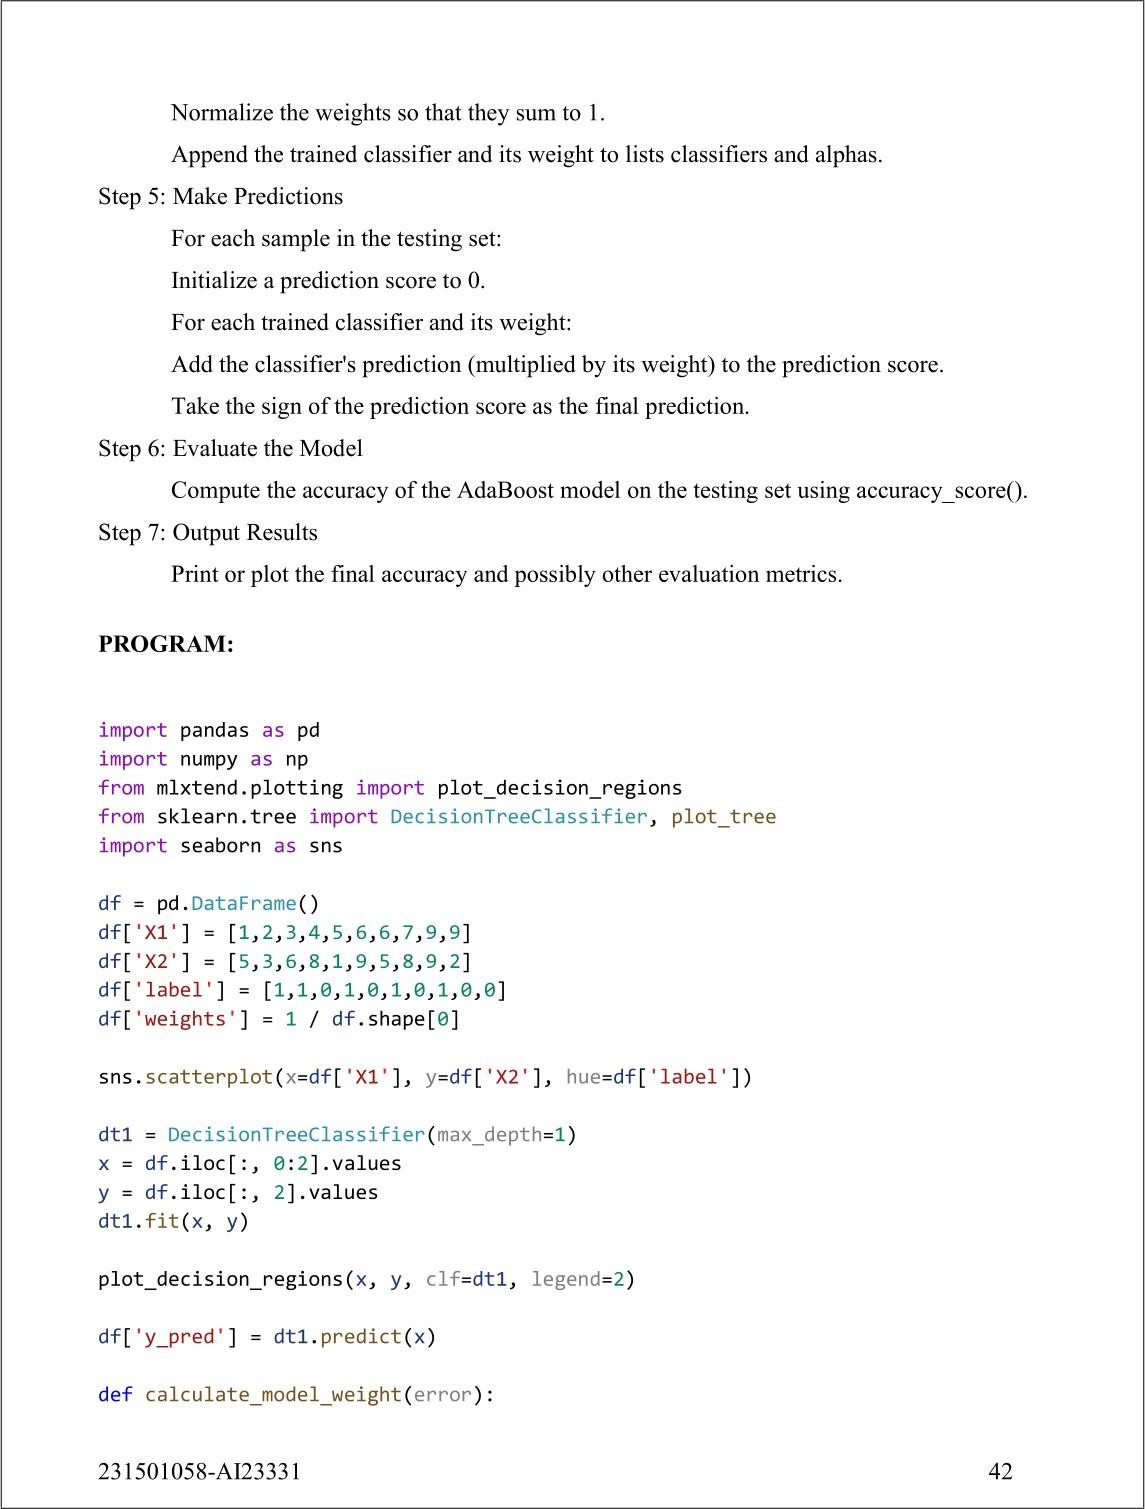 Normalize the weights so that they sum to 1.
Append the trained classifier and its weight to lists classifiers and alphas.
Step 5: Make Predictions
For each sample in the testing set:
Initialize a prediction score to 0.
For each trained classifier and its weight:
Add the classifier's prediction (multiplied by its weight) to the prediction score.
Take the sign of the prediction score as the final prediction.
Step 6: Evaluate the Model
Compute the accuracy of the AdaBoost model on the testing set using accuracy_score().
Step 7: Output Results
Print or plot the final accuracy and possibly other evaluation metrics.
PROGRAM:
import pandas as pd
import numpy as np
from mlxtend.plotting import plot_decision_regions
from sklearn.tree import DecisionTreeClassifier, plot_tree
import seaborn as sns
df = pd.DataFrame()
df['X1'] = [1,2,3,4,5,6,6,7,9,9]
df['X2'] = [5,3,6,8,1,9,5,8,9,2]
df['label'] = [1,1,0,1,0,1,0,1,0,0]
df['weights'] = 1 / df.shape[0]
sns.scatterplot(x=df['X1'], y=df['X2'], hue=df['label'])
dt1 = DecisionTreeClassifier(max_depth=1)
x = df.iloc[:, 0:2].values
y = df.iloc[:, 2].values
dt1.fit(x, y)
plot_decision_regions(x, y, clf=dt1, legend=2)
df['y_pred'] = dt1.predict(x)
def calculate_model_weight(error):
231501058-AI23331 42